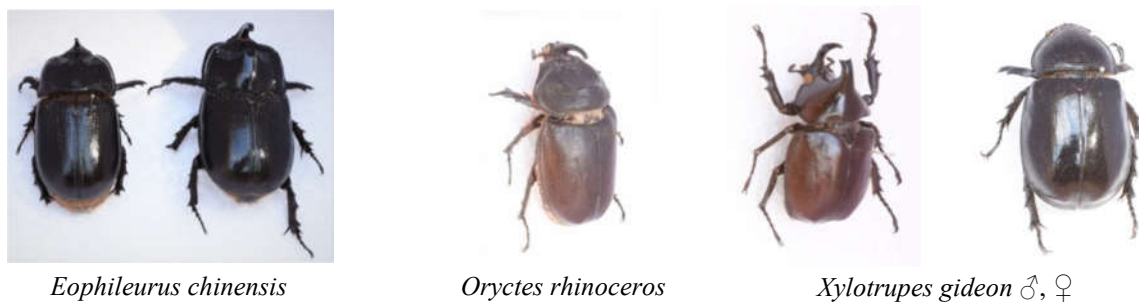 Eophileurus chinensis
Oryctes rhinoceros
Xylotrupes gideon ♂, ♀